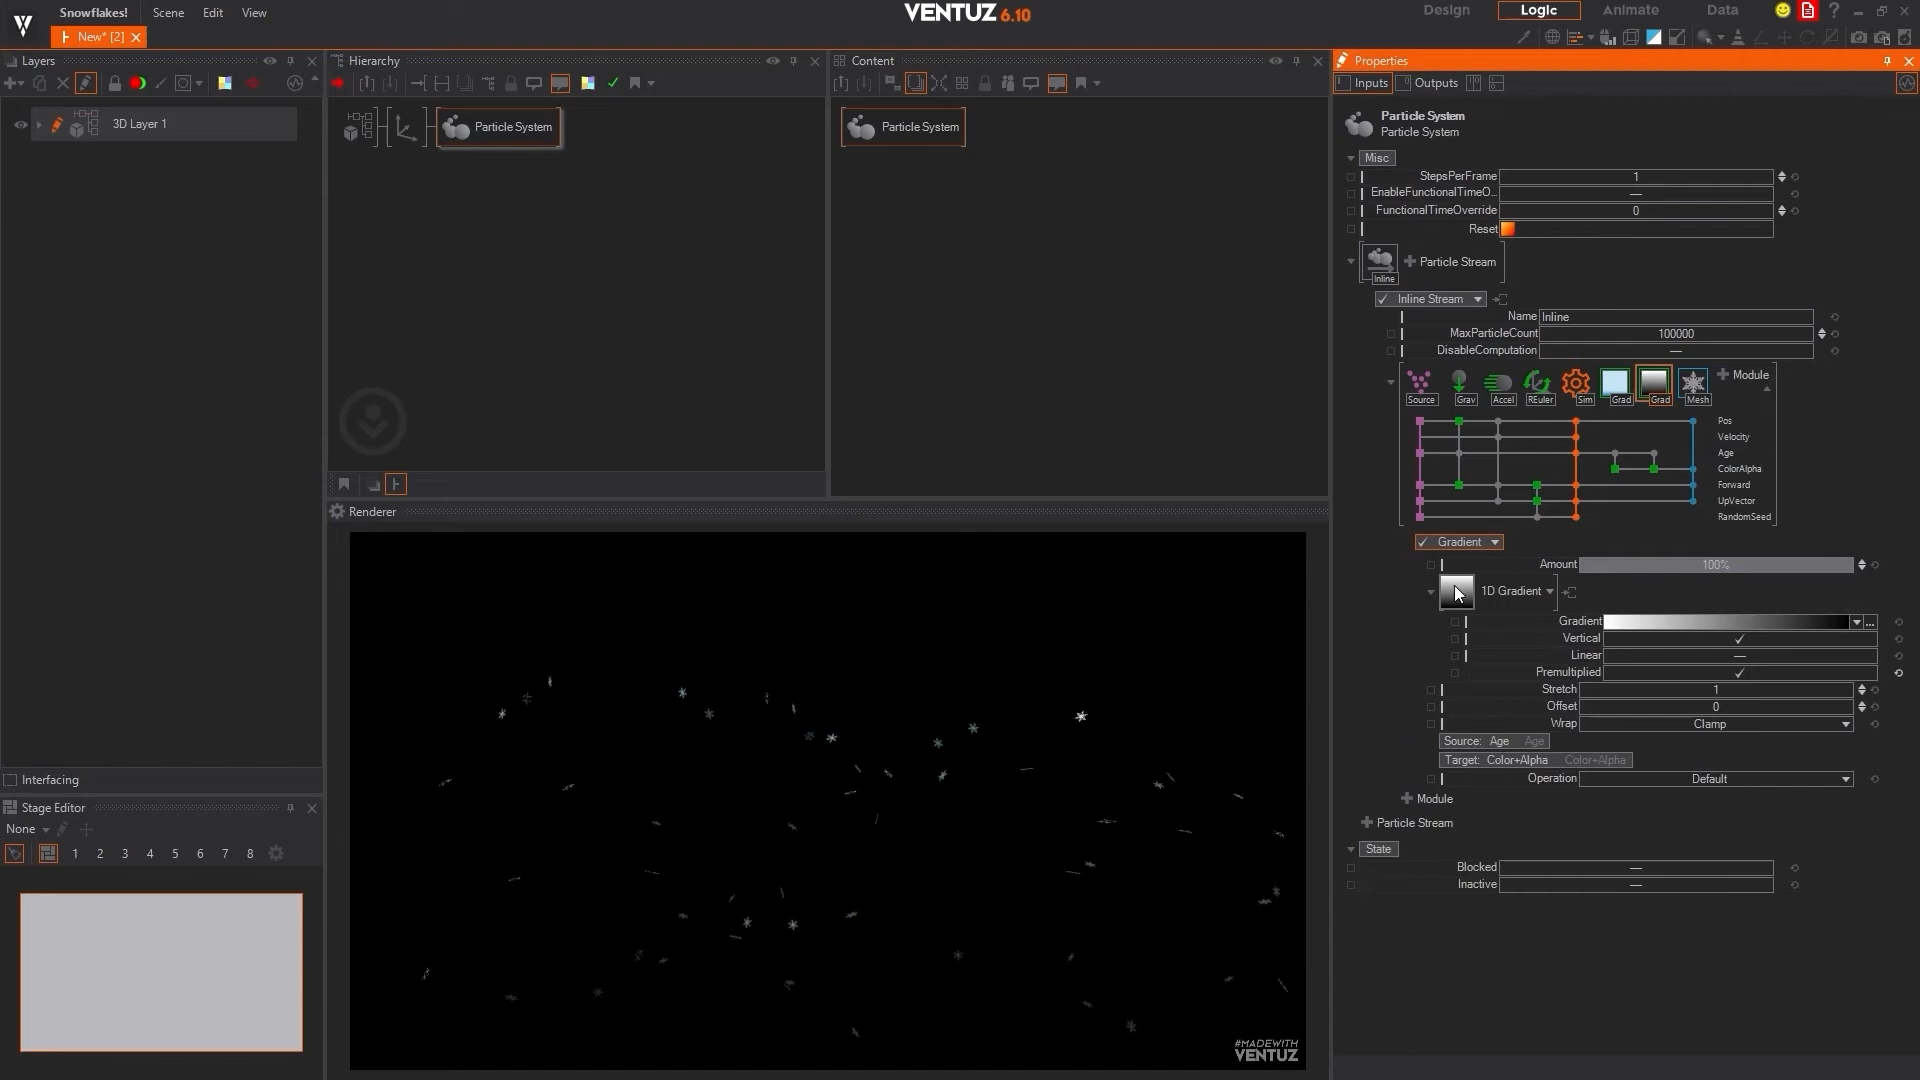 Snowflakes!
Scene
Edit
View
VENTUZ 6.10
Design
Logic
Animate
Data
New* [2]
Layers
Hierarchy
Content
Properties
Inputs
Outputs
3D Layer 1
Particle System
Particle System
Particle System
Particle System
Misc
StepsPerFrame
1
EnableFunctionalTimeO...
FunctionalTimeOverride
0
Reset
Particle Stream
Inline
Inline Stream
Name
Inline
MaxParticleCount
100000
DisableComputation
Source
Grav
Accel
REuler
Sim
Grad
Grad
Mesh
Module
Pos
Velocity
Age
ColorAlpha
Forward
UpVector
RandomSeed
Renderer
Gradient
Amount
100%
1D Gradient
Gradient
...
Vertical
Linear
Premultiplied
Stretch
1
Offset
0
Wrap
Clamp
Source: Age Age
Target: Color+Alpha Color+Alpha
Operation
Default
Module
Particle Stream
State
Blocked
Inactive
Interfacing
Stage Editor
None
1 2 3 4 5 6 7 8
#MADEWITH
VENTUZ